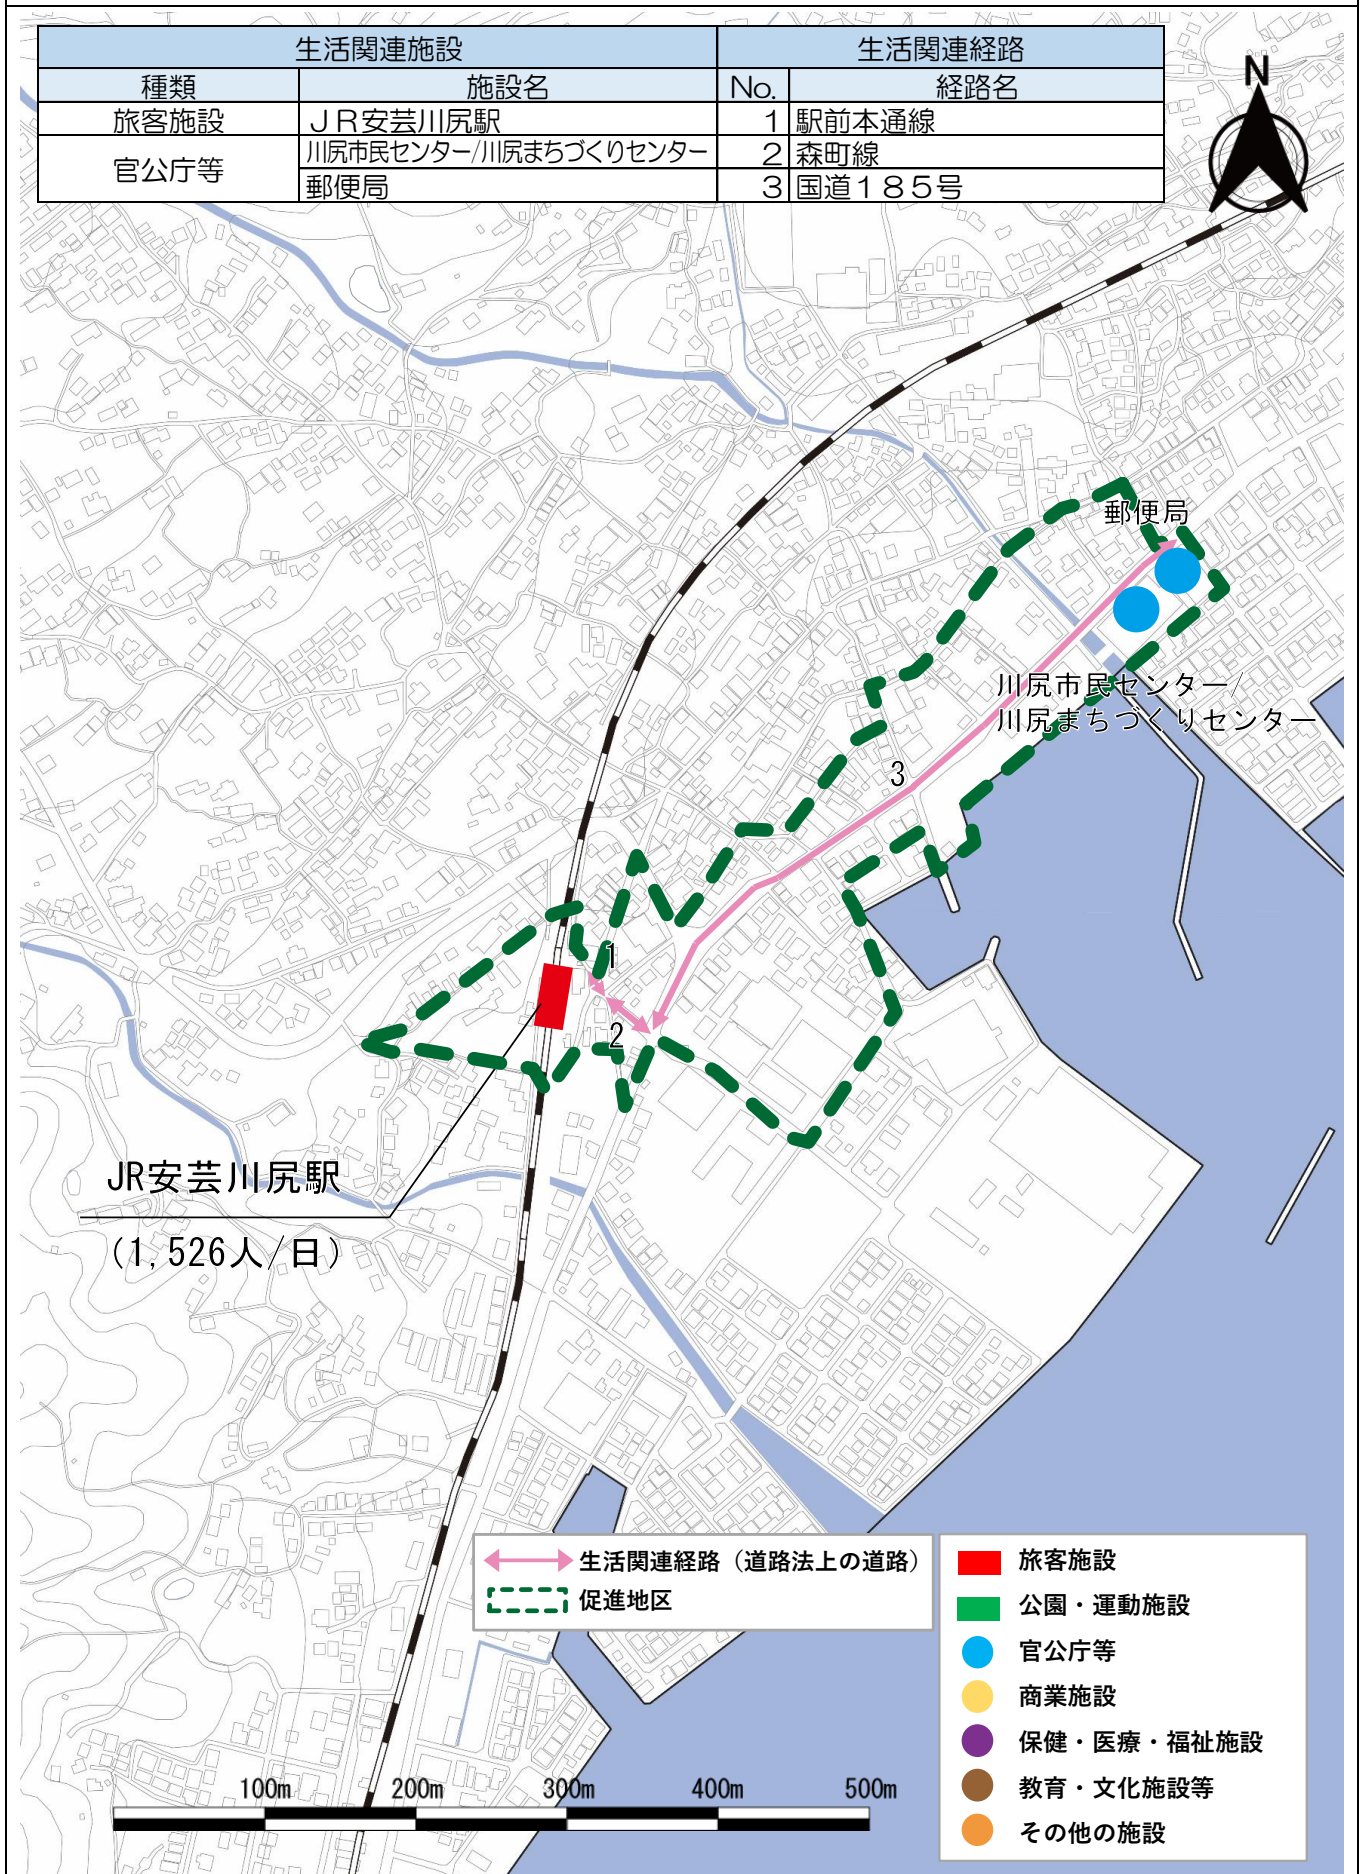 生活関連施設 生活関連経路
種類 施設名 No. 経路名
旅客施設 ＪＲ安芸川尻駅 1 駅前本通線
官公庁等 川尻市民センター/川尻まちづくりセンター 2 森町線
郵便局 3 国道１８５号
N
郵便局
川尻市民センター/
川尻まちづくりセンター
3
1
2
JR安芸川尻駅
(1,526人/日)
生活関連経路（道路法上の道路）
促進地区
旅客施設
公園・運動施設
官公庁等
商業施設
保健・医療・福祉施設
教育・文化施設等
その他の施設
100m 200m 300m 400m 500m